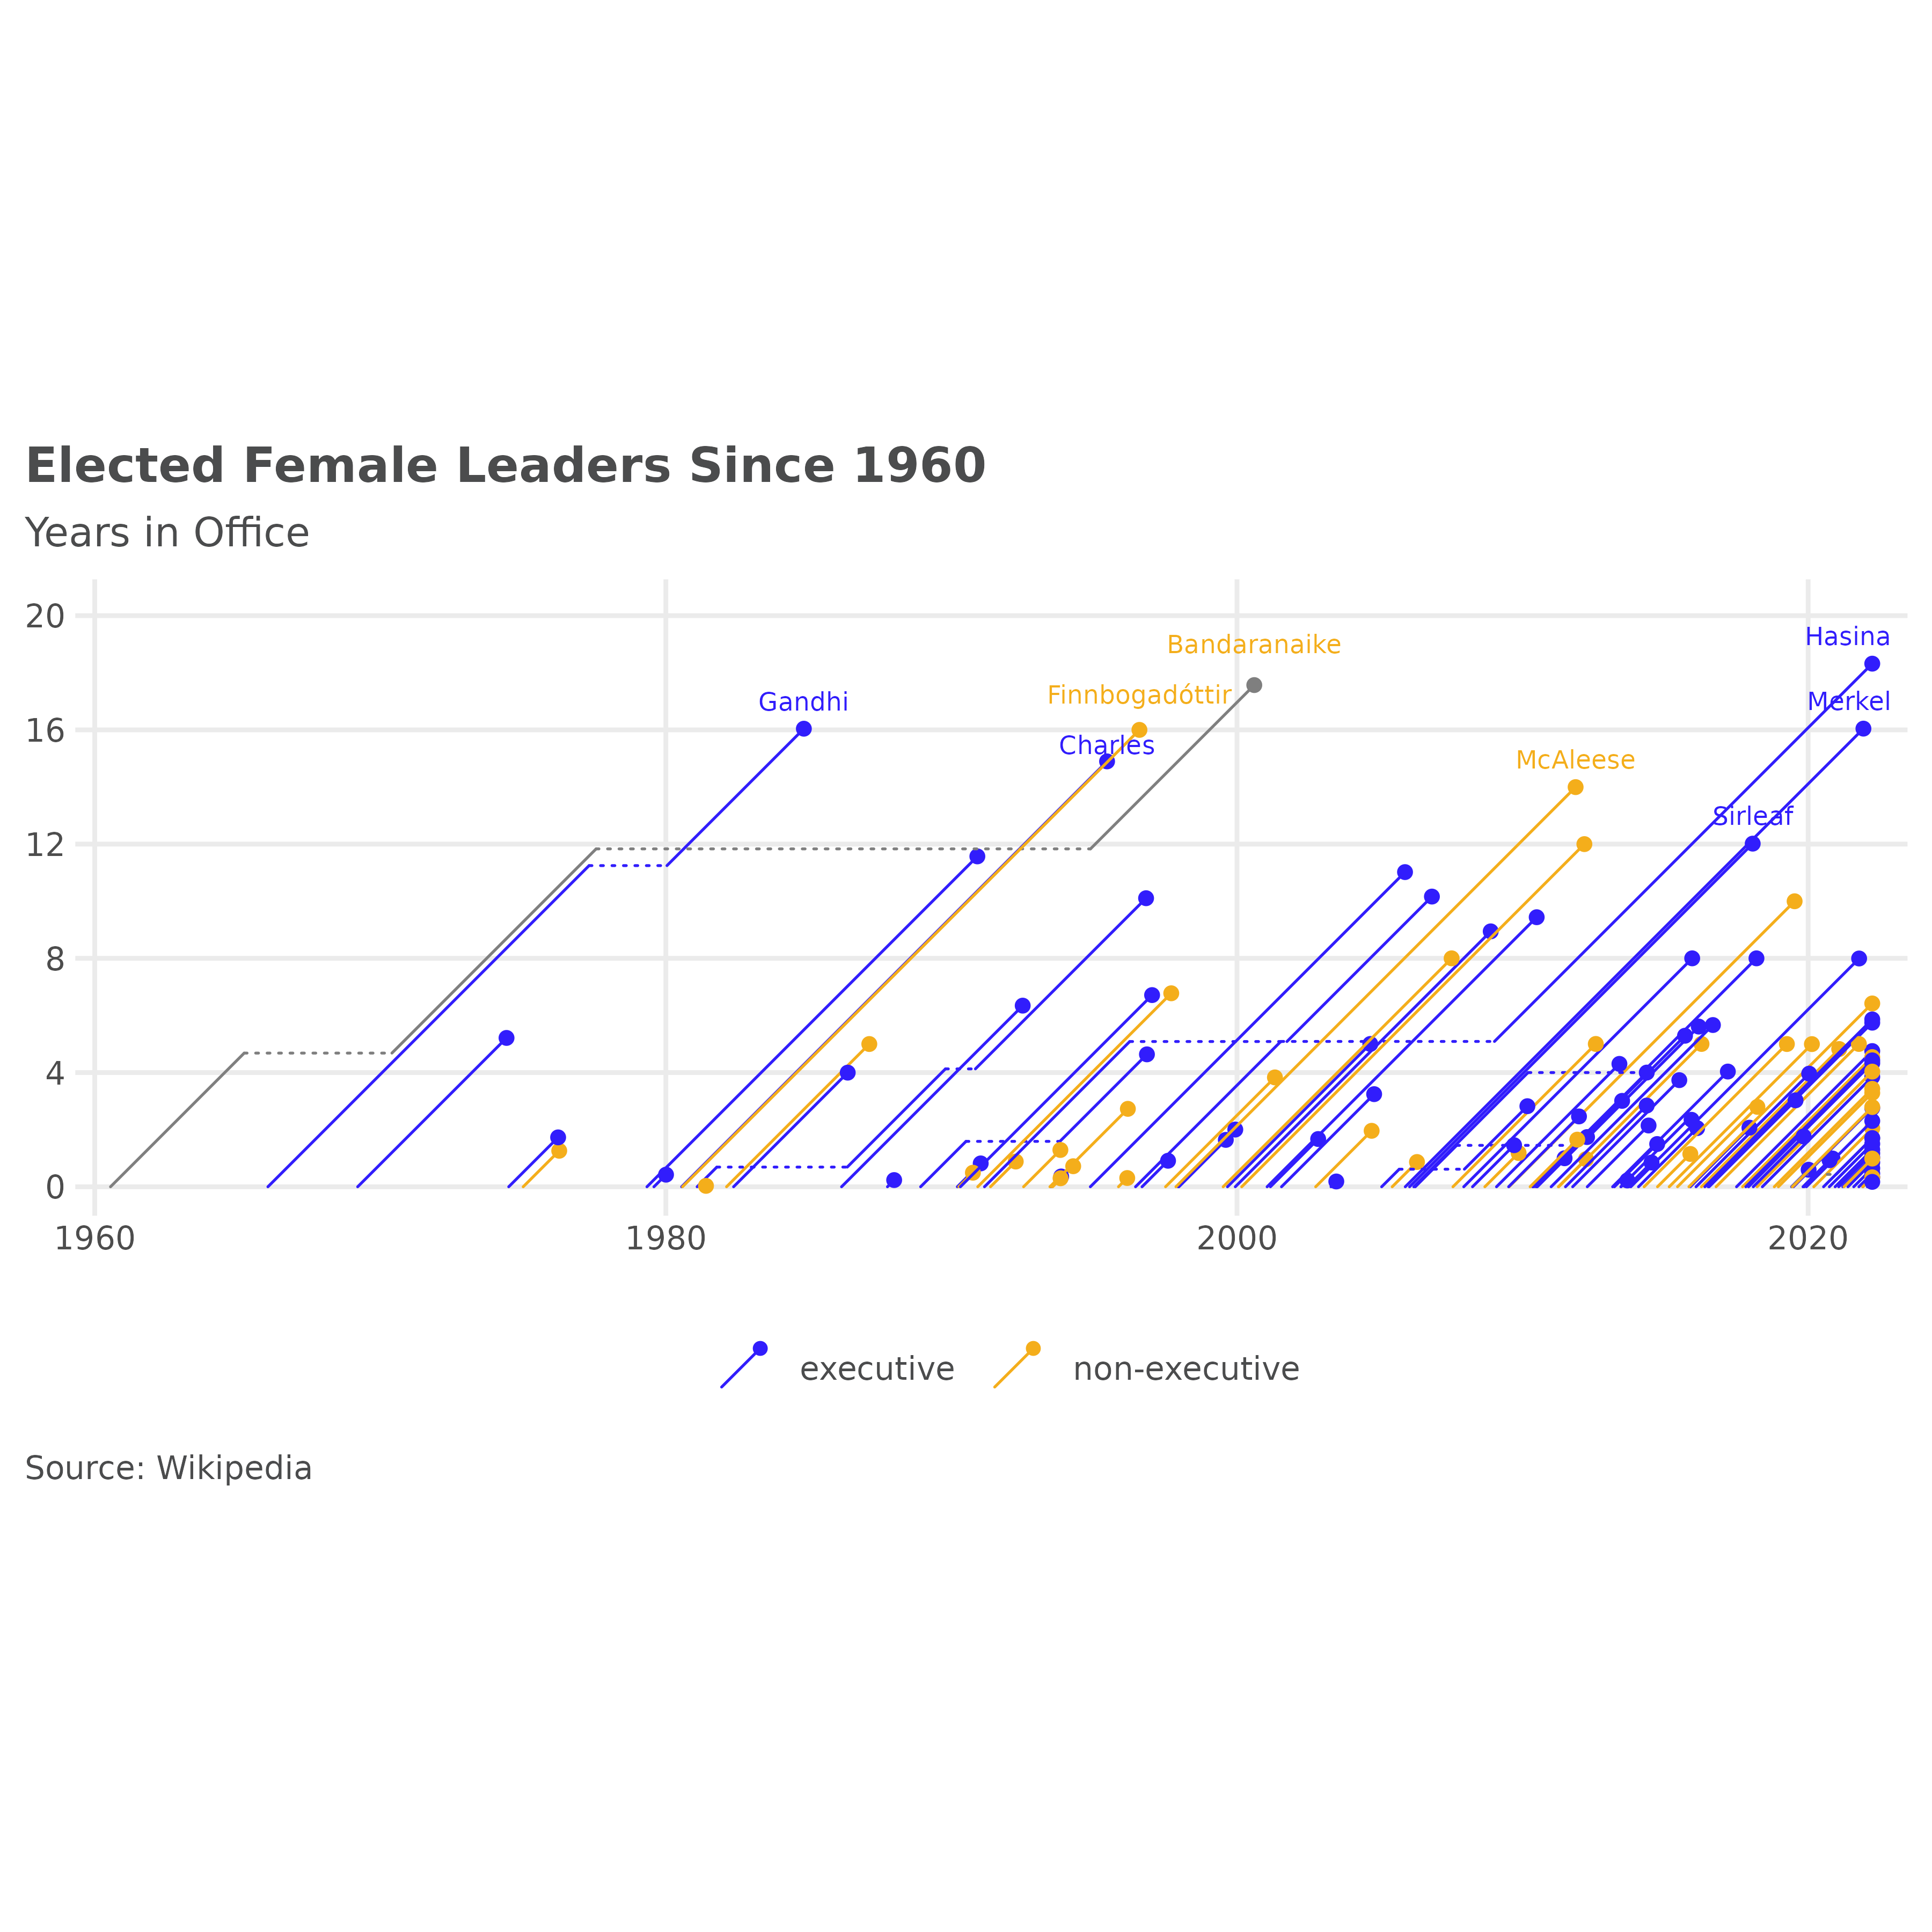 Elected Female Leaders Since 1960
Years in Office
20
16
12
8
4
0
Bandaranaike
Hasina
Finnbogadóttir
Gandhi
Merkel
Charles
McAleese
Sirleaf
1960 1980 2000 2020
executive non-executive
Source: Wikipedia